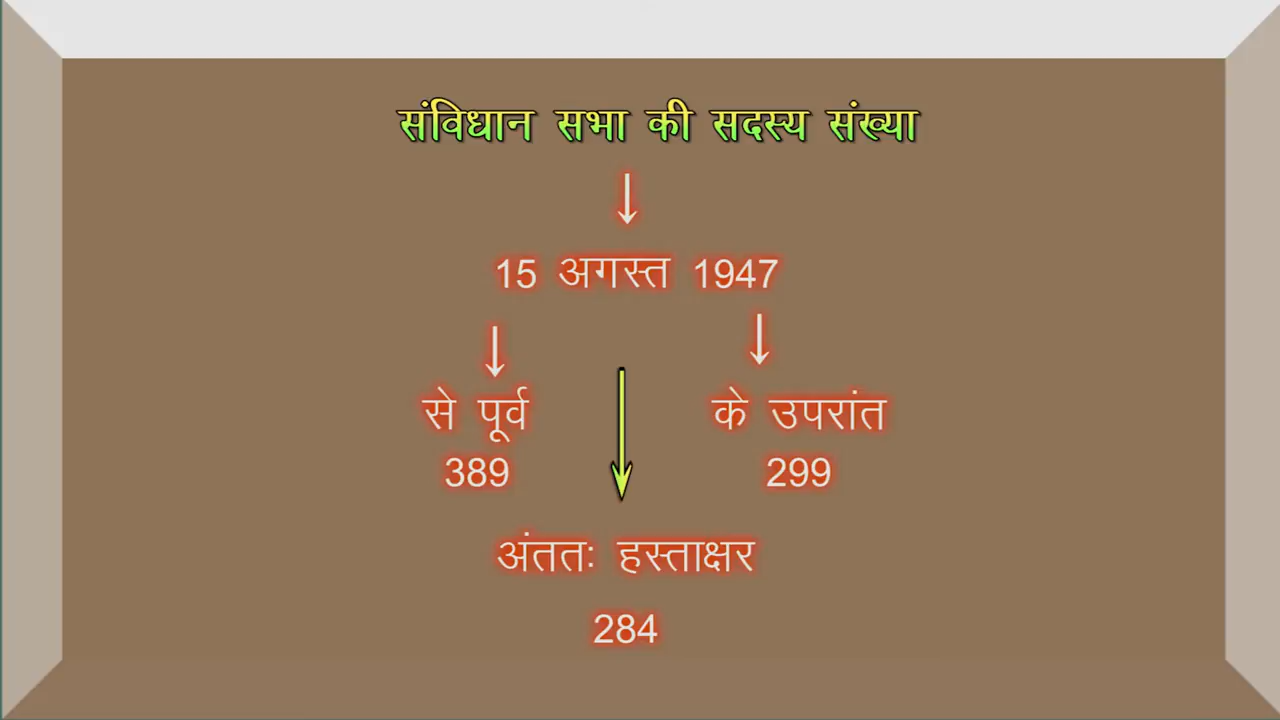 संविधान सभा की सदस्य संख्या
↓
15 अगस्त 1947
↓ ↓
से पूर्व के उपरांत
389 299
अंततः हस्ताक्षर
284